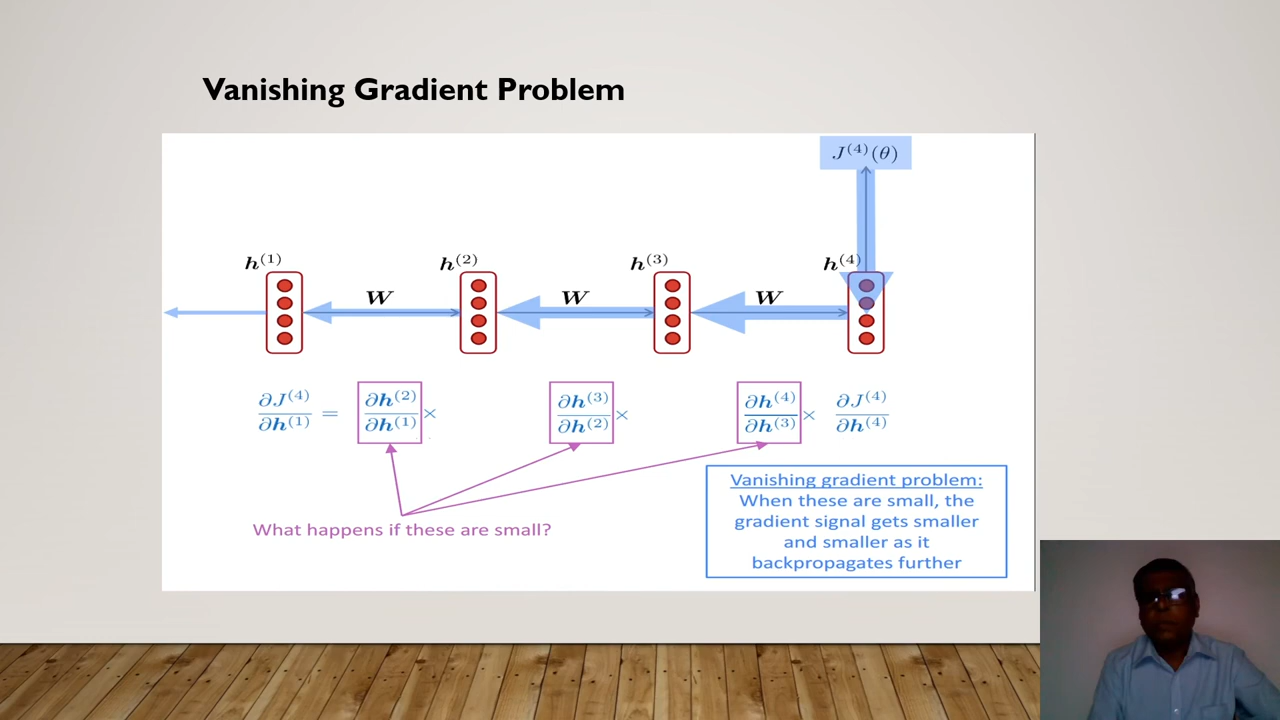 Vanishing Gradient Problem
J^{(4)}(θ)
h^{(1)} h^{(2)} h^{(3)} h^{(4)}
W W W
∂J^{(4)}/∂h^{(1)} = ∂h^{(2)}/∂h^{(1)} × ∂h^{(3)}/∂h^{(2)} × ∂h^{(4)}/∂h^{(3)} × ∂J^{(4)}/∂h^{(4)}
What happens if these are small?
Vanishing gradient problem:
When these are small, the
gradient signal gets smaller
and smaller as it
backpropagates further